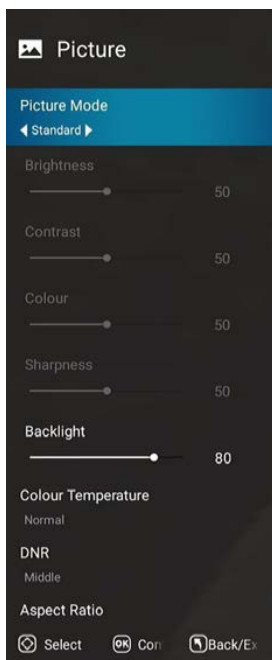 Picture
Picture Mode
Standard
Brightness
50
Contrast
50
Colour
50
Sharpness
50
Backlight
80
Colour Temperature
Normal
DNR
Middle
Aspect Ratio
Select OK Con Back/Ex